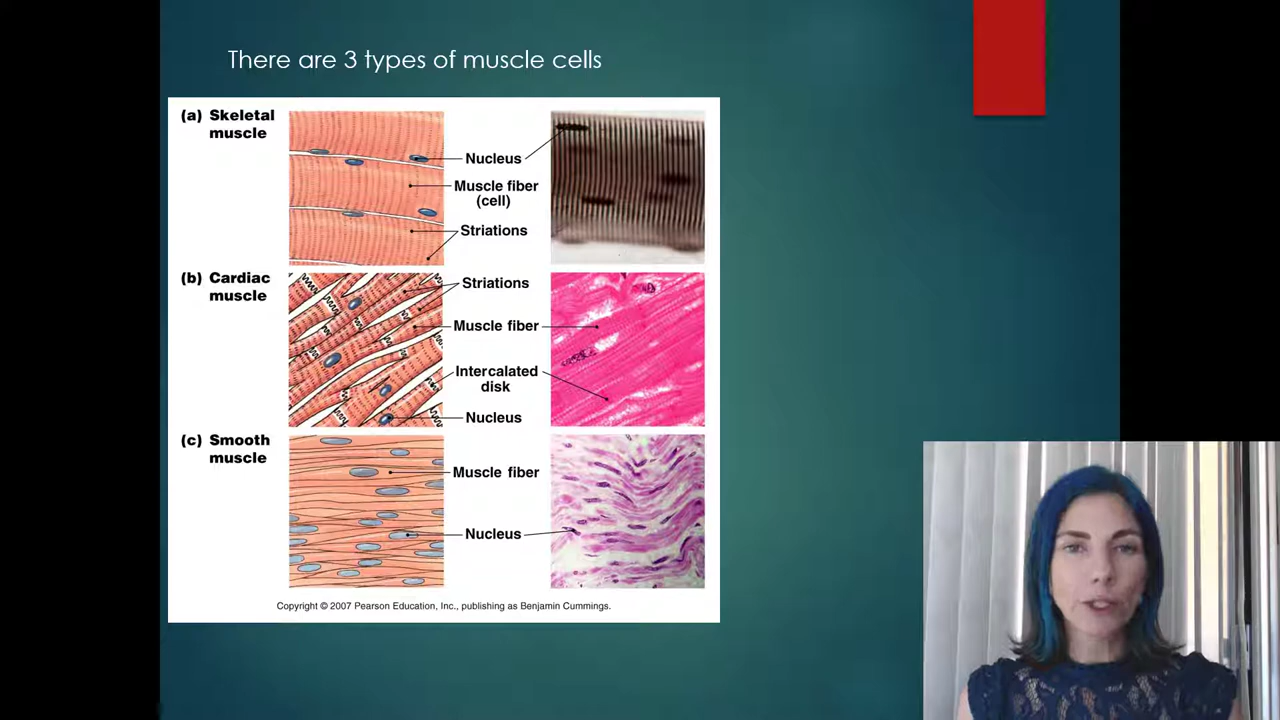 There are 3 types of muscle cells
(a) Skeletal
muscle
Nucleus
Muscle fiber
(cell)
Striations
(b) Cardiac
muscle
Striations
Muscle fiber
Intercalated
disk
Nucleus
(c) Smooth
muscle
Muscle fiber
Nucleus
Copyright © 2007 Pearson Education, Inc., publishing as Benjamin Cummings.